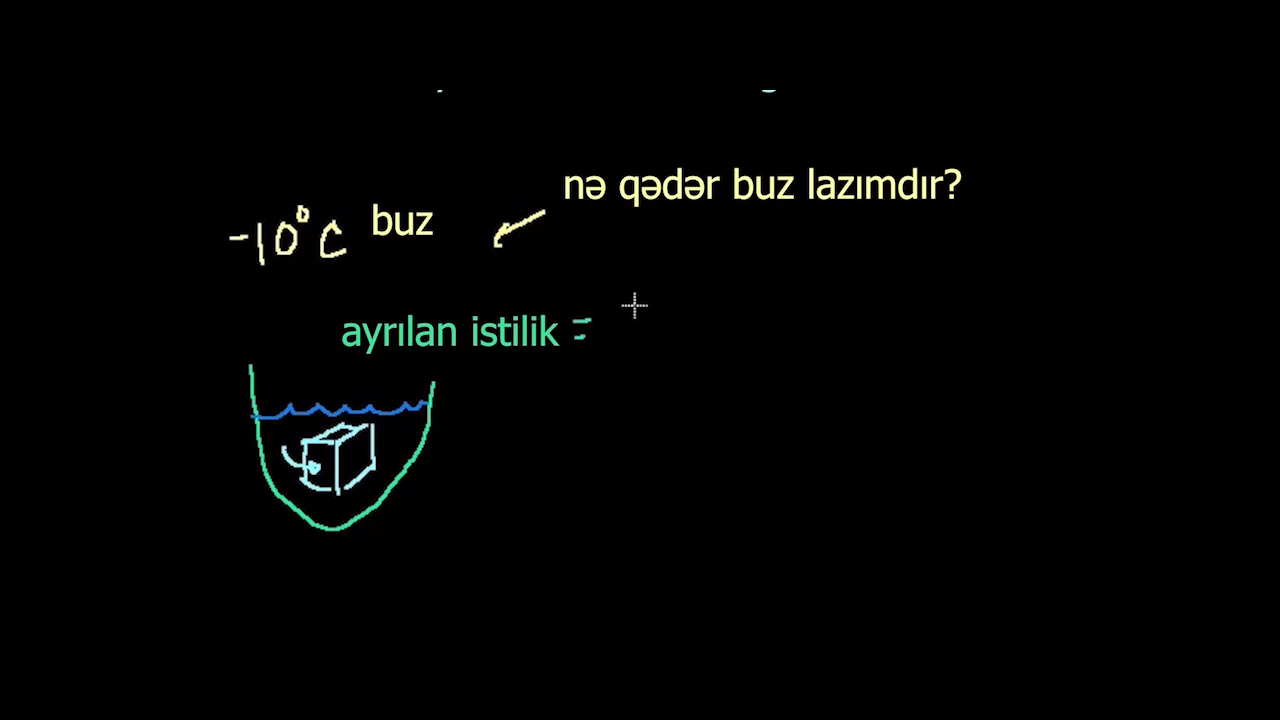 nə qədər buz lazımdır?
-10°C buz
ayrılan istilik =